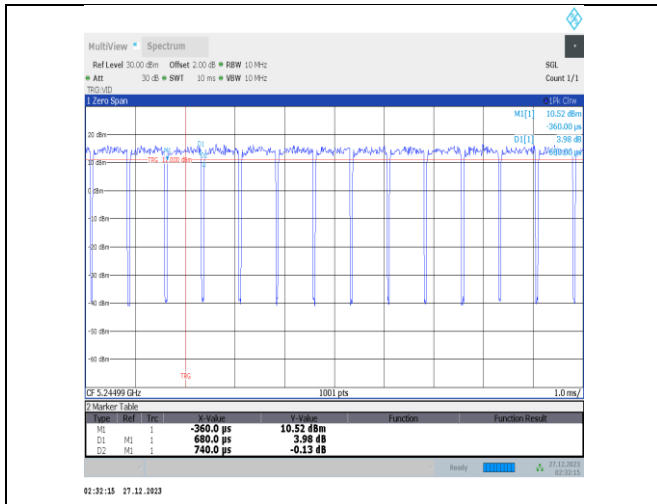 MultiView Spectrum
Ref Level 30.00 dBm Offset 2.00 dB RBW 10 MHz SGL
Att 30 dB SWT 10 ms VBW 10 MHz Count 1/1
TRG:VID
1 Zero Span 1Pk Clrw
M1[1] 10.52 dBm
-360.00 µs
20 dBm
D1[1] 3.98 dB
D1
M1
680.00 µs
TRG 11.000 dBm
10 dBm
0 dBm
-10 dBm
-20 dBm
-30 dBm
-40 dBm
-50 dBm
-60 dBm
TRG
CF 5.24499 GHz 1001 pts 1.0 ms/
2 Marker Table
Type Ref Trc X-Value Y-Value Function Function Result
M1 1 -360.0 µs 10.52 dBm
D1 M1 1 680.0 µs 3.98 dB
D2 M1 1 740.0 µs -0.13 dB
Ready 27.12.2023
02:32:15
02:32:15 27.12.2023